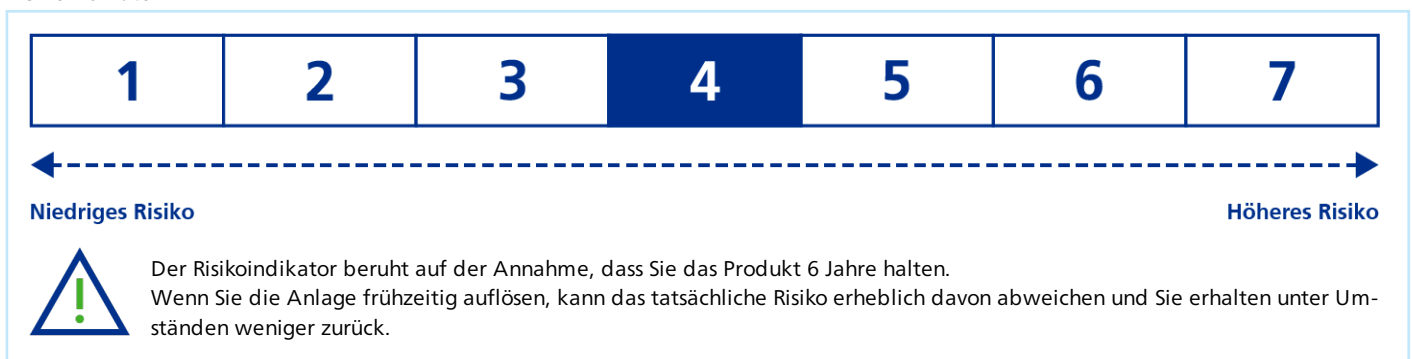 1 2 3 4 5 6 7
Niedriges Risiko Höheres Risiko
Der Risikoindikator beruht auf der Annahme, dass Sie das Produkt 6 Jahre halten.
Wenn Sie die Anlage frühzeitig auflösen, kann das tatsächliche Risiko erheblich davon abweichen und Sie erhalten unter Um-
ständen weniger zurück.